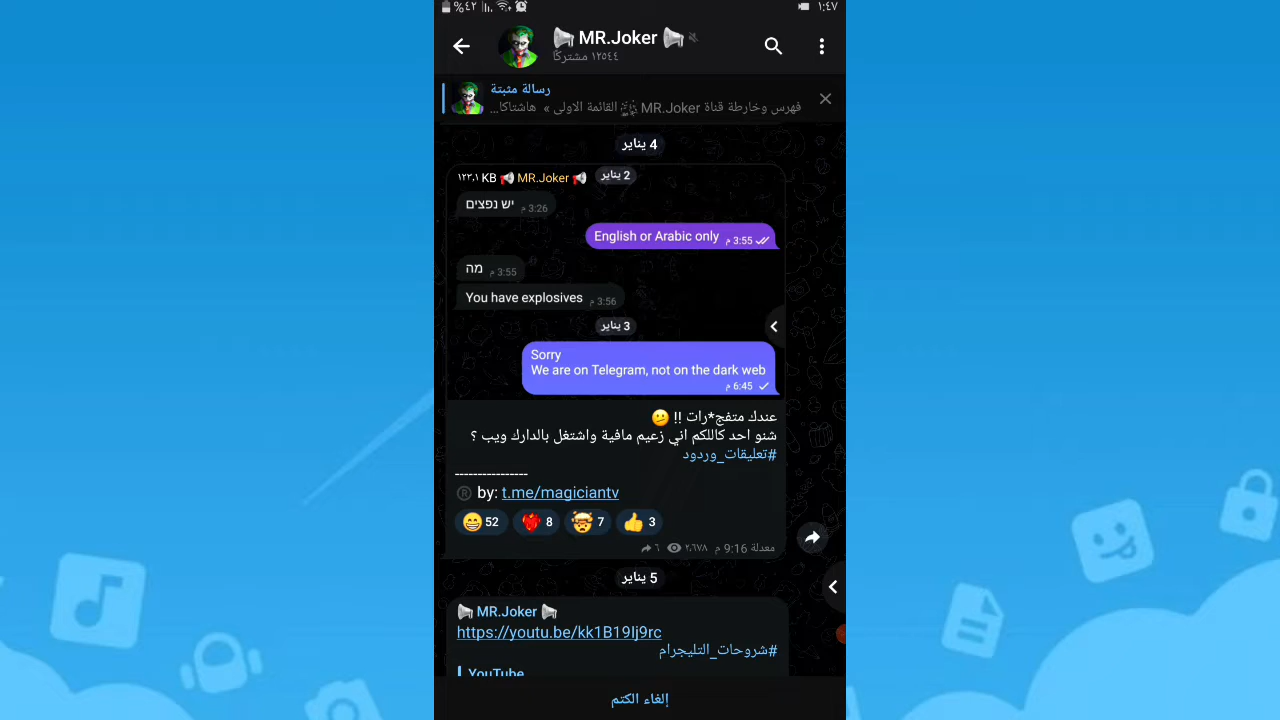 %٤٢
١:٤٧
MR.Joker
١٢٥٤٤ مشتركًا
رسالة مثبتة
فهرس وخارطة قناة MR.Joker القائمة الاولى » هاشتاكا...
4 يناير
١٢٣٫١ KB MR.Joker
2 يناير
יש נפצים 3:26 م
English or Arabic only 3:55 م
מה 3:55 م
You have explosives 3:56 م
3 يناير
Sorry
We are on Telegram, not on the dark web
6:45 م
عندك متفج*رات !! 🫤
شنو احد كاللكم اني زعيم مافية واشتغل بالدارك ويب ؟
#تعليقات_وردود
----------------
® by: t.me/magiciantv
😁 52 ❤️ 8 🤯 7 👍 3
٦ ٢٬٦٧٨ معدلة 9:16 م
5 يناير
MR.Joker
https://youtu.be/kk1B19Ij9rc
#شروحات_التليجرام
YouTube
إلغاء الكتم